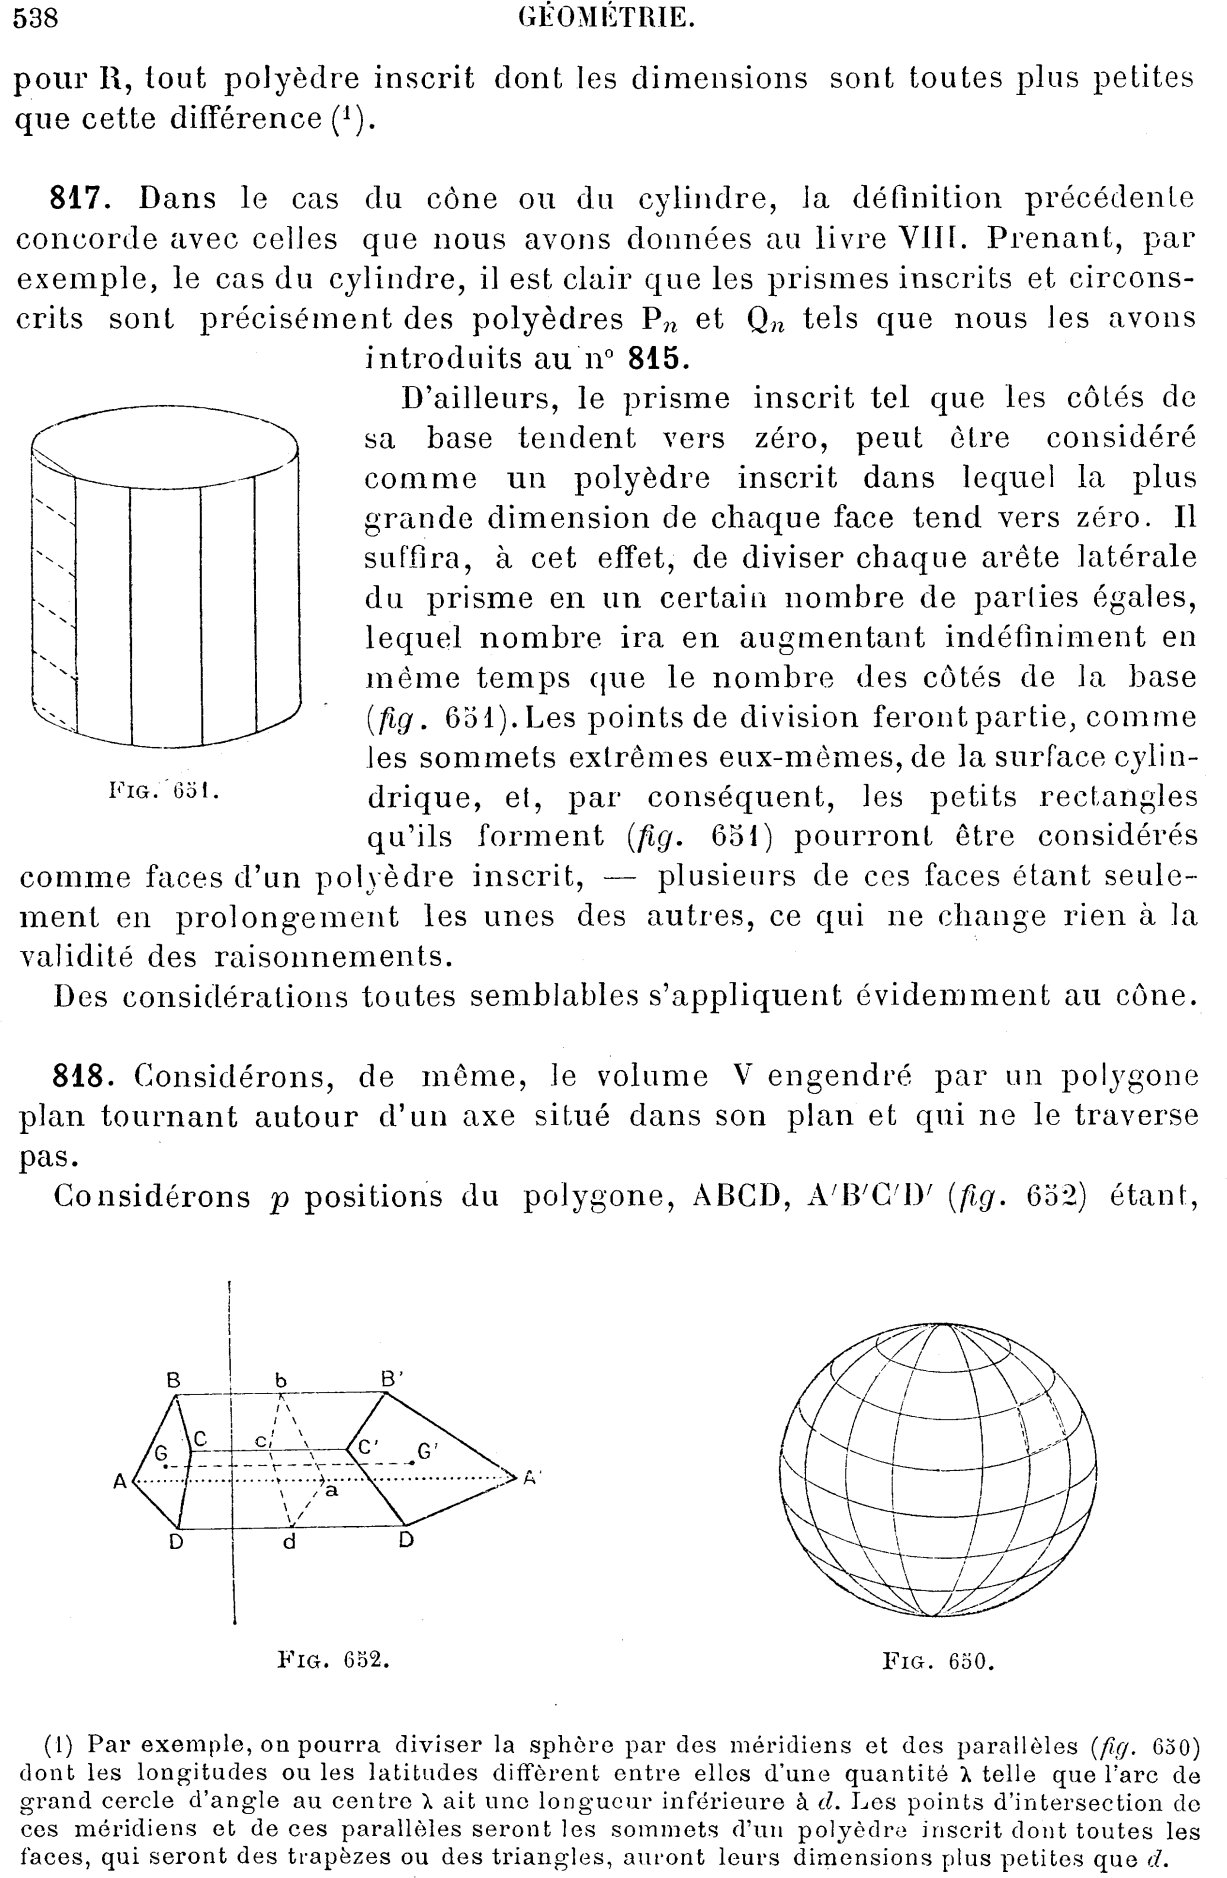 538 GÉOMÉTRIE.
pour R, tout polyèdre inscrit dont les dimensions sont toutes plus petites
que cette différence (¹).
817. Dans le cas du cône ou du cylindre, la définition précédente
concorde avec celles que nous avons données au livre VIII. Prenant, par
exemple, le cas du cylindre, il est clair que les prismes inscrits et circons-
crits sont précisément des polyèdres Pₙ et Qₙ tels que nous les avons
introduits au nº 815.
D'ailleurs, le prisme inscrit tel que les côtés de
sa base tendent vers zéro, peut être considéré
comme un polyèdre inscrit dans lequel la plus
grande dimension de chaque face tend vers zéro. Il
suffira, à cet effet, de diviser chaque arête latérale
du prisme en un certain nombre de parties égales,
lequel nombre ira en augmentant indéfiniment en
même temps que le nombre des côtés de la base
(fig. 651). Les points de division feront partie, comme
les sommets extrêmes eux-mêmes, de la surface cylin-
drique, et, par conséquent, les petits rectangles
qu'ils forment (fig. 651) pourront être considérés
FIG. 651.
comme faces d'un polyèdre inscrit, — plusieurs de ces faces étant seule-
ment en prolongement les unes des autres, ce qui ne change rien à la
validité des raisonnements.
Des considérations toutes semblables s'appliquent évidemment au cône.
818. Considérons, de même, le volume V engendré par un polygone
plan tournant autour d'un axe situé dans son plan et qui ne le traverse
pas.
Considérons p positions du polygone, ABCD, A'B'C'D' (fig. 652) étant,
B b B'
G C c C' G'
A a A'
D d D
FIG. 652.
FIG. 650.
(1) Par exemple, on pourra diviser la sphère par des méridiens et des parallèles (fig. 650)
dont les longitudes ou les latitudes diffèrent entre elles d'une quantité λ telle que l'arc de
grand cercle d'angle au centre λ ait une longueur inférieure à d. Les points d'intersection de
ces méridiens et de ces parallèles seront les sommets d'un polyèdre inscrit dont toutes les
faces, qui seront des trapèzes ou des triangles, auront leurs dimensions plus petites que d.